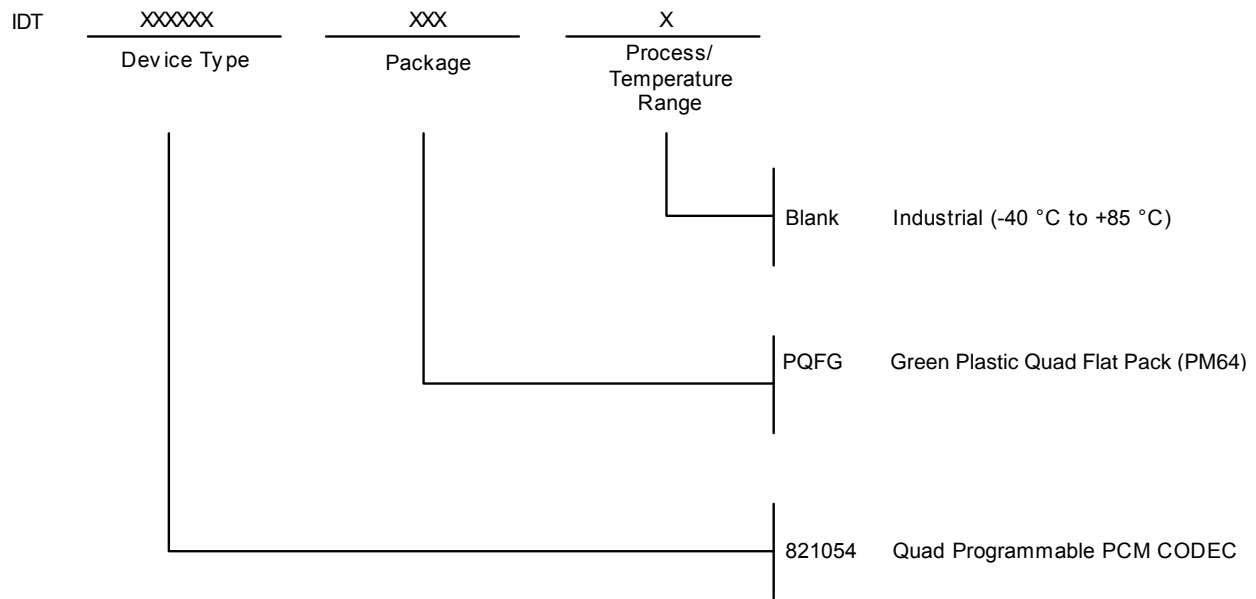 IDT XXXXXX XXX X
Device Type Package Process/
Temperature
Range
Blank Industrial (-40 °C to +85 °C)
PQFG Green Plastic Quad Flat Pack (PM64)
821054 Quad Programmable PCM CODEC